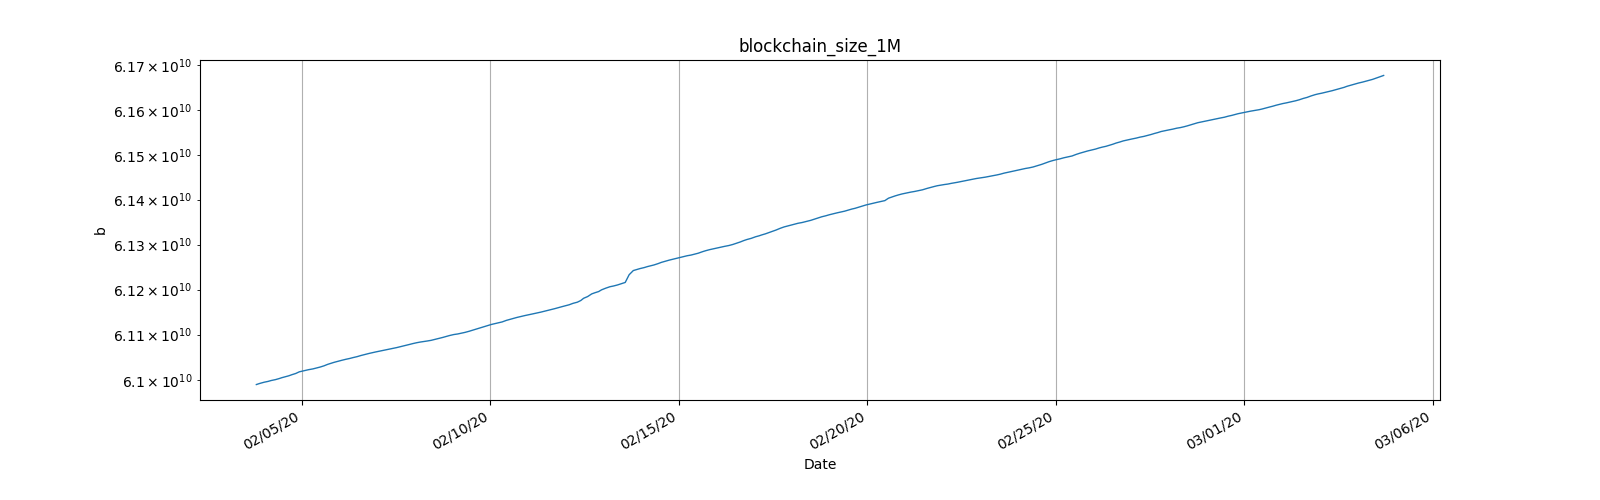 blockchain_size_1M
6.17 × 10¹⁰
6.16 × 10¹⁰
6.15 × 10¹⁰
6.14 × 10¹⁰
6.13 × 10¹⁰
6.12 × 10¹⁰
6.11 × 10¹⁰
6.1 × 10¹⁰
b
02/05/20
02/10/20
02/15/20
02/20/20
02/25/20
03/01/20
03/06/20
Date